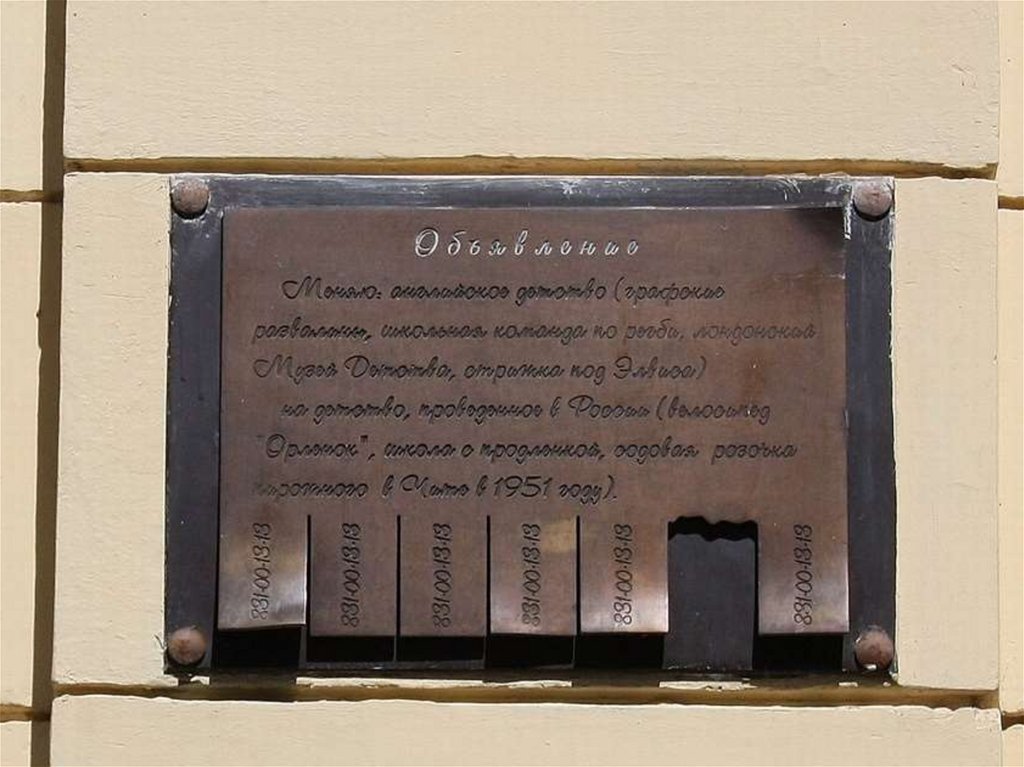 Объявление
Меняю: английское детство (графские
развалины, школьная команда по регби, лондонский
Музей Детства, стрижка под Элвиса)
на детство, проведенное в России (велосипед
"Орленок", школа с продленкой, содовая розочка
пирожного в Чите в 1951 году).
831-00-13-13
831-00-13-13
831-00-13-13
831-00-13-13
831-00-13-13
831-00-13-13